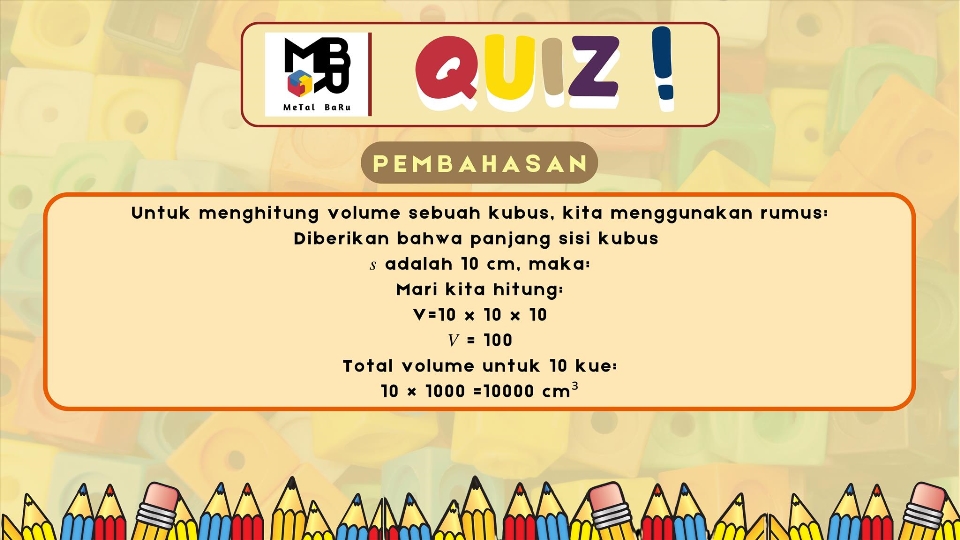 MBR
MeTal BaRu
QUIZ !
PEMBAHASAN
Untuk menghitung volume sebuah kubus, kita menggunakan rumus:
Diberikan bahwa panjang sisi kubus
s adalah 10 cm, maka:
Mari kita hitung:
V=10 × 10 × 10
V = 100
Total volume untuk 10 kue:
10 × 1000 =10000 cm³